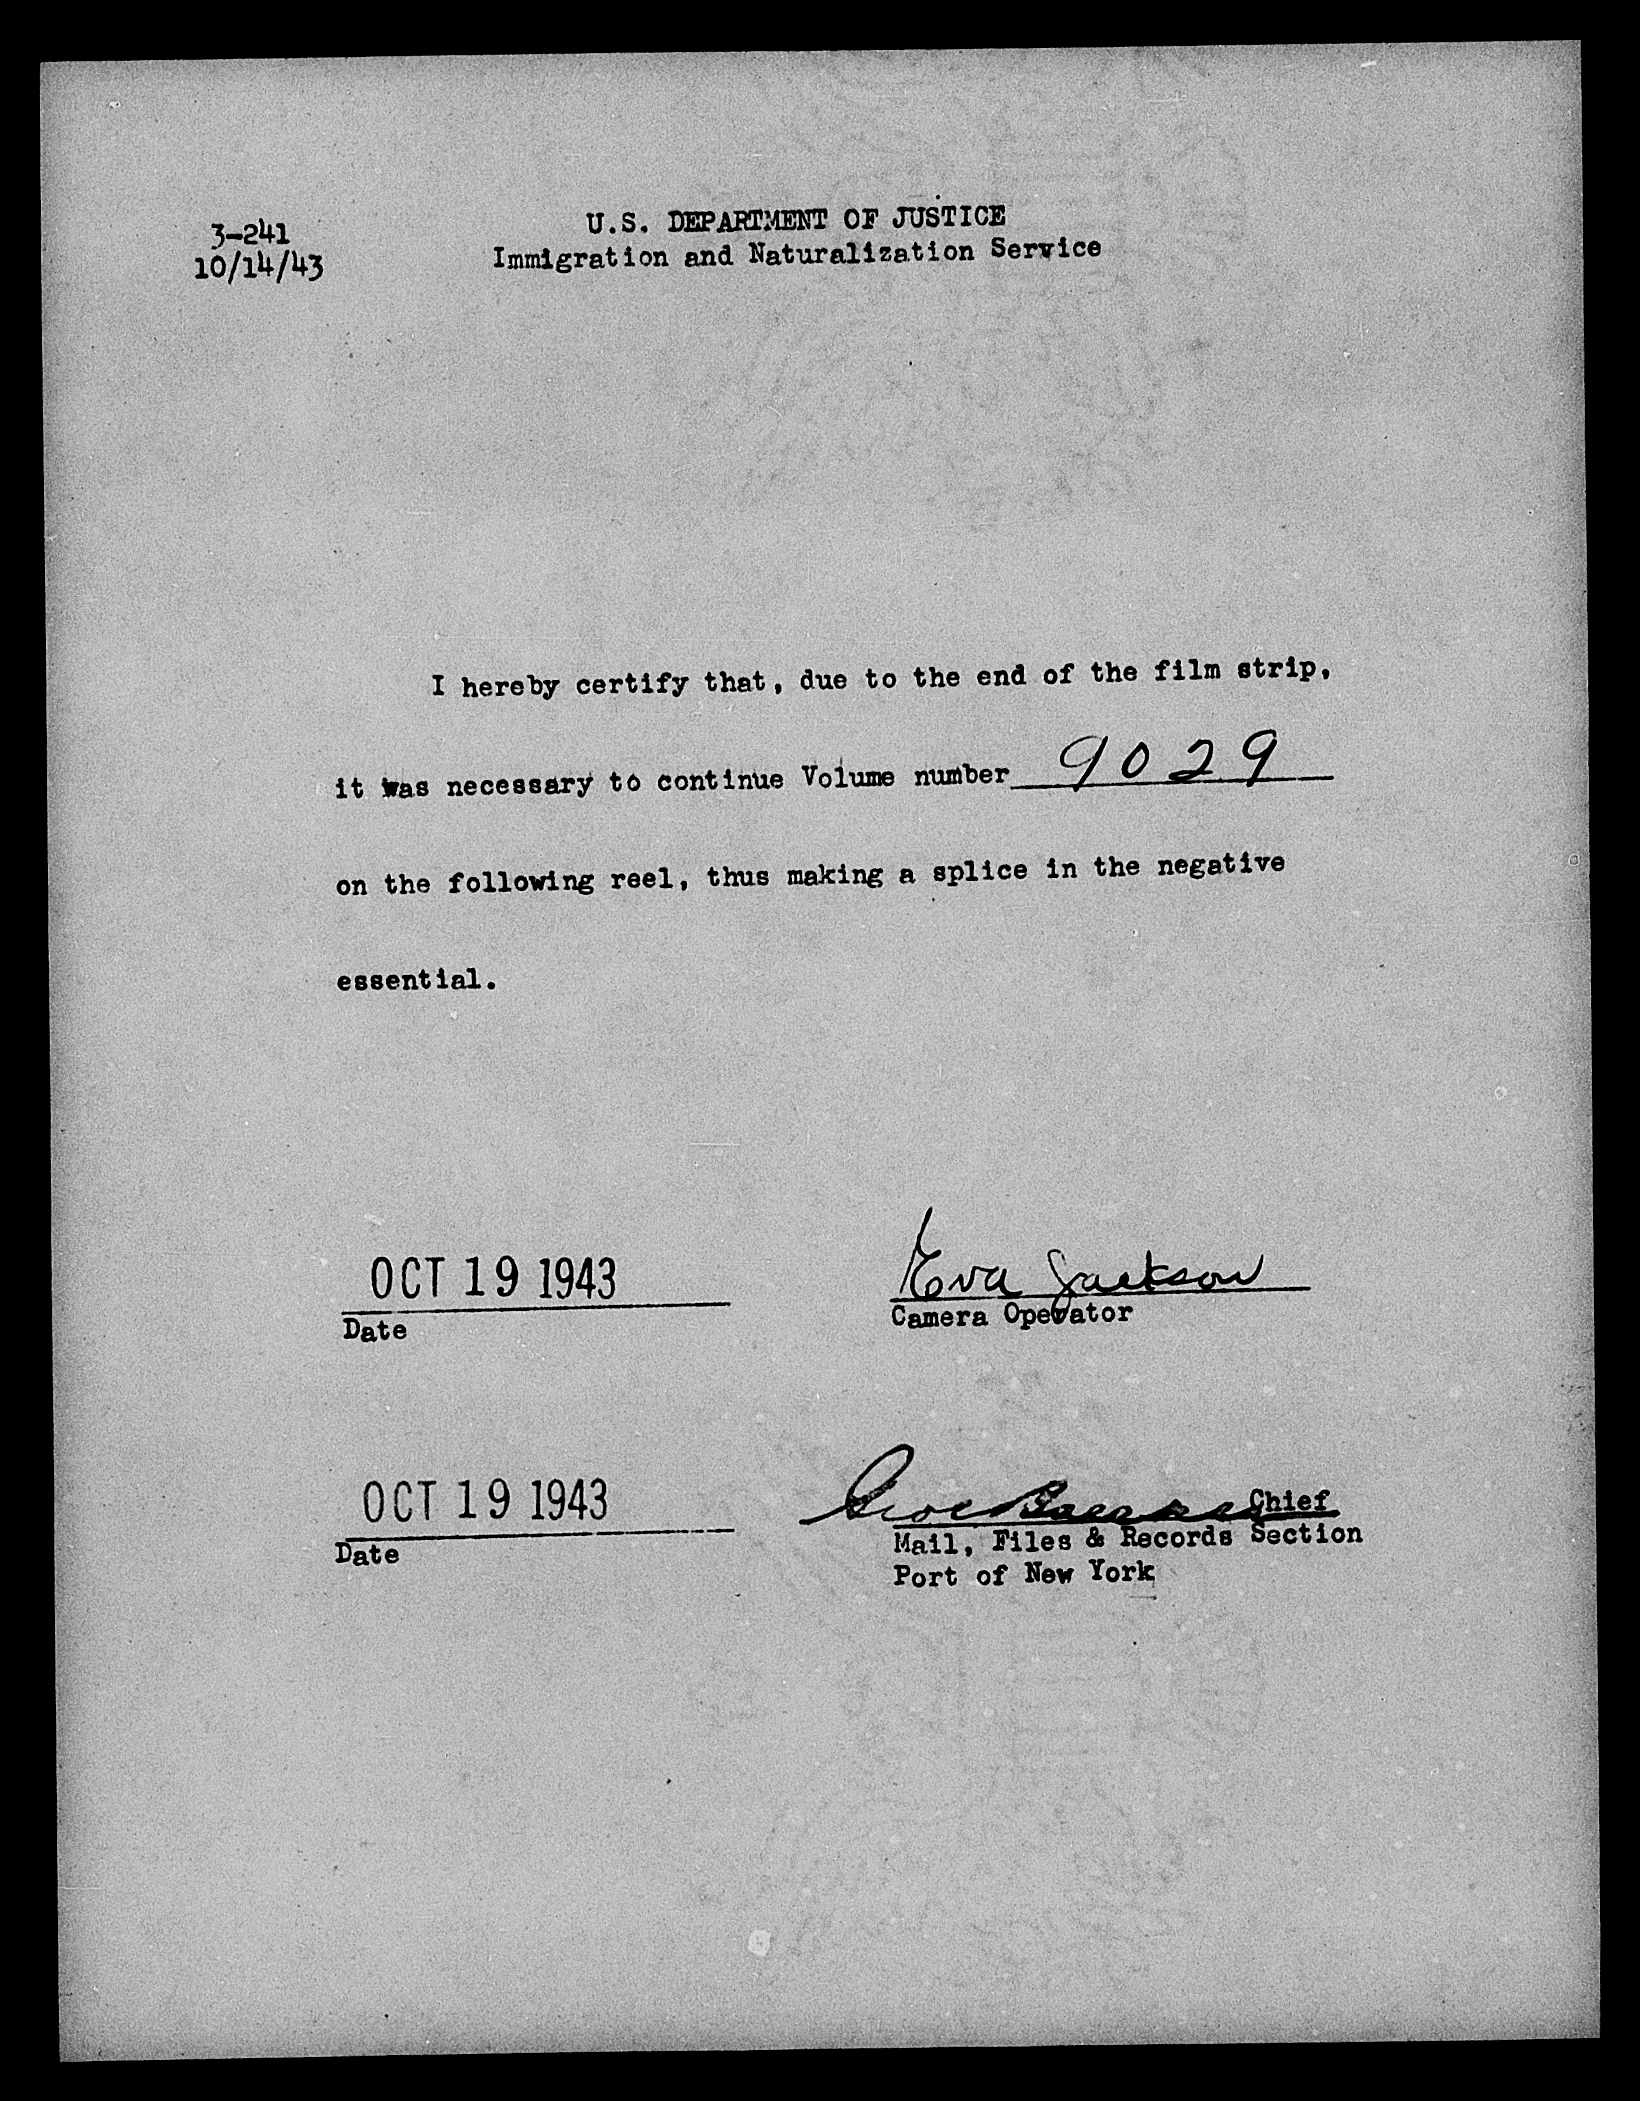 3-241
10/14/43
U.S. DEPARTMENT OF JUSTICE
Immigration and Naturalization Service
I hereby certify that, due to the end of the film strip,
it was necessary to continue Volume number 9029
on the following reel, thus making a splice in the negative
essential.
OCT 19 1943
Date
Eva Jackson
Camera Operator
OCT 19 1943
Date
Chief
Mail, Files & Records Section
Port of New York